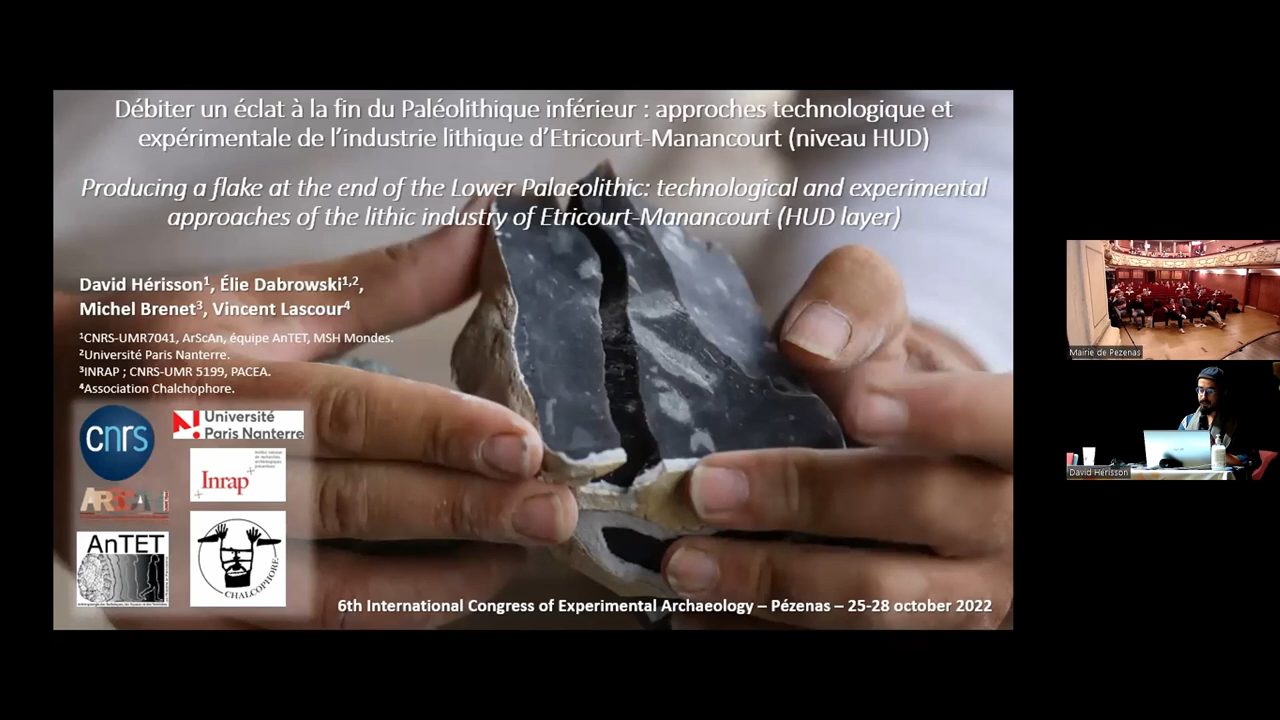 Débiter un éclat à la fin du Paléolithique inférieur : approches technologique et
expérimentale de l'industrie lithique d'Etricourt-Manancourt (niveau HUD)
Producing a flake at the end of the Lower Palaeolithic: technological and experimental
approaches of the lithic industry of Etricourt-Manancourt (HUD layer)
David Hérisson¹, Élie Dabrowski¹,²,
Michel Brenet³, Vincent Lascour⁴
¹CNRS-UMR7041, ArScAn, équipe AnTET, MSH Mondes.
²Université Paris Nanterre.
³INRAP ; CNRS-UMR 5199, PACEA.
⁴Association Chalchophore.
cnrs
Université
Paris Nanterre
Inrap
ARSCAN
AnTET
CHALCOPHORE
6th International Congress of Experimental Archaeology – Pézenas – 25-28 october 2022
Mairie de Pezenas
David Hérisson